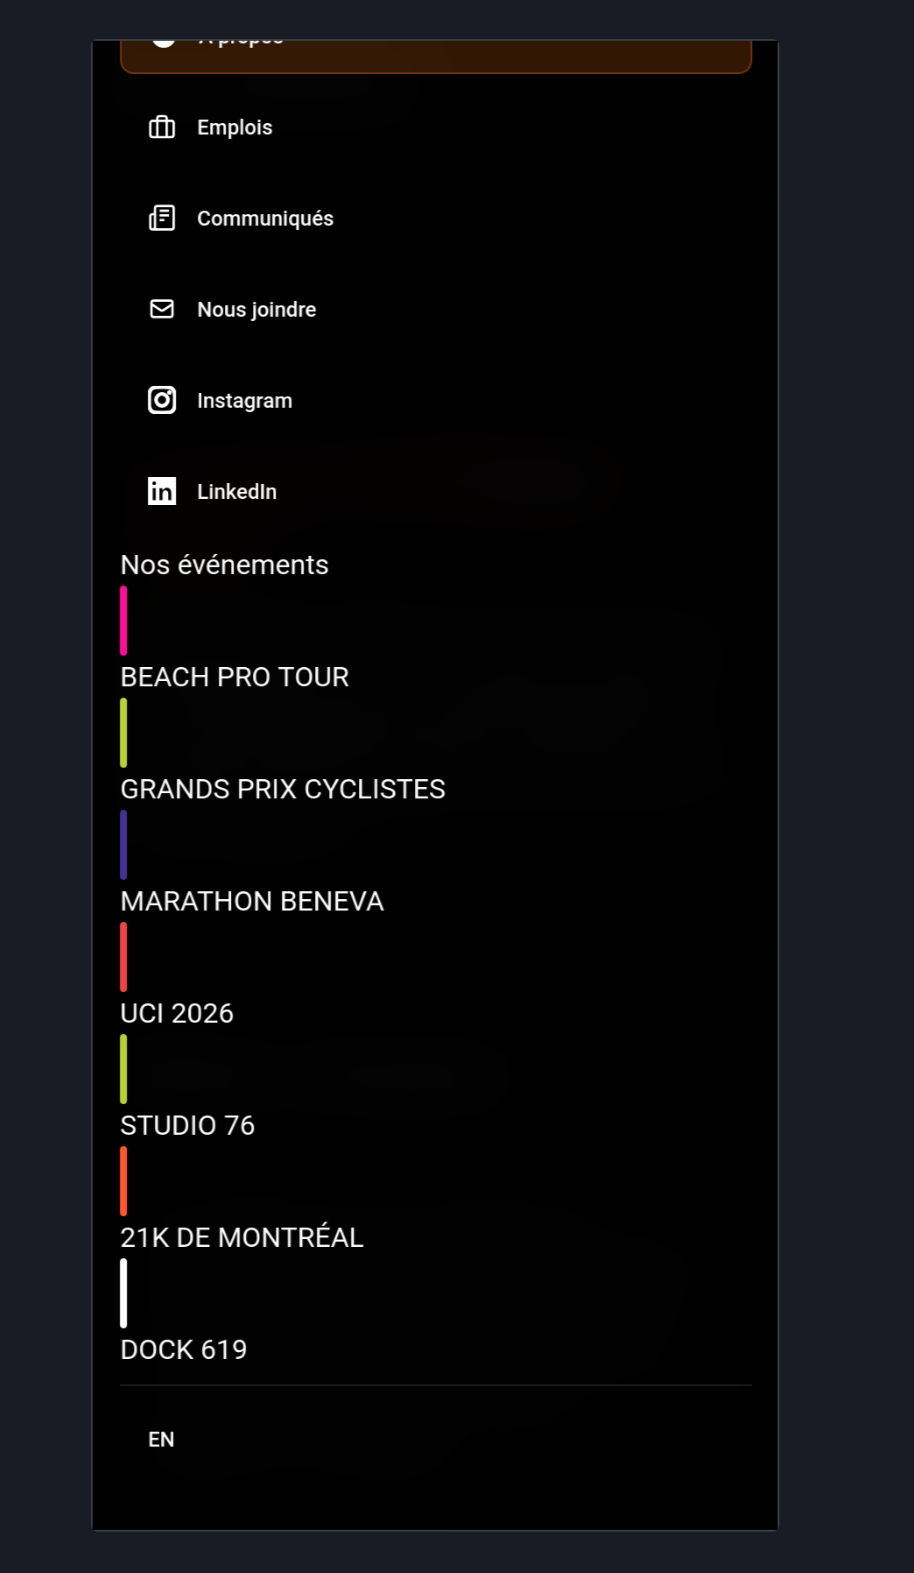 À propos
Emplois
Communiqués
Nous joindre
Instagram
LinkedIn
Nos événements
BEACH PRO TOUR
GRANDS PRIX CYCLISTES
MARATHON BENEVA
UCI 2026
STUDIO 76
21K DE MONTRÉAL
DOCK 619
EN